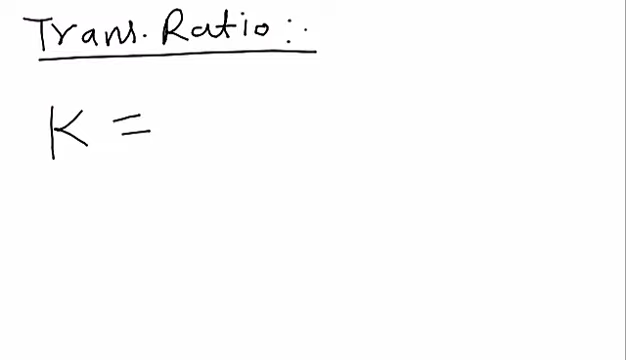 Trans. Ratio :-
K =